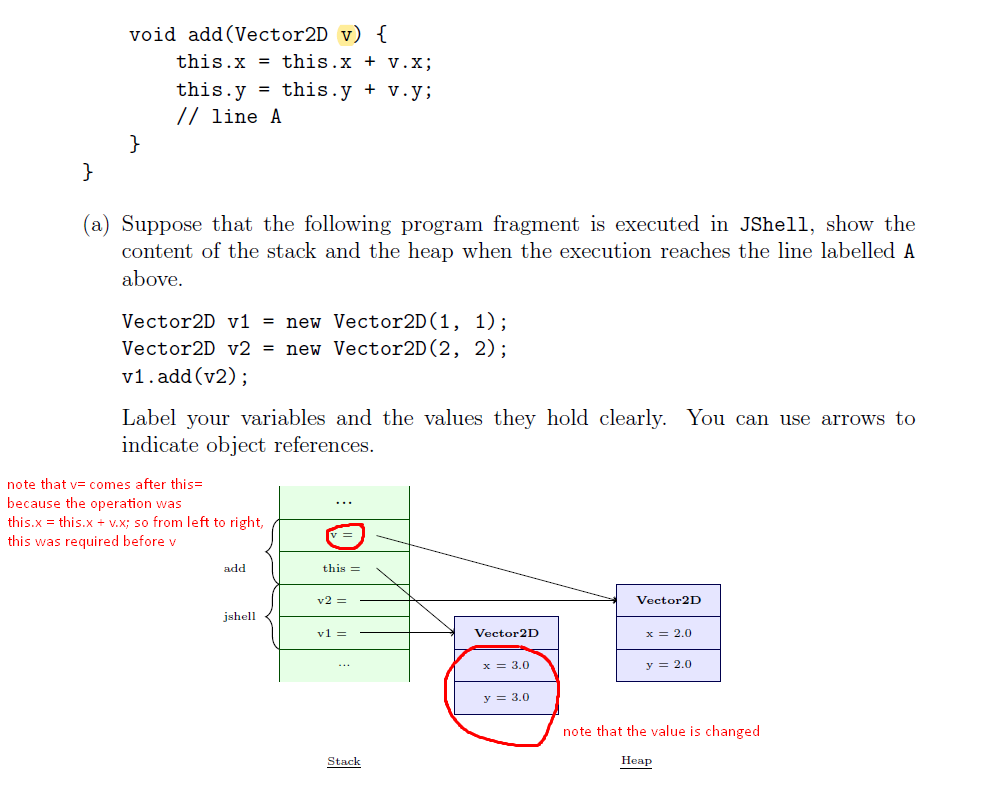 void add(Vector2D v) {
this.x = this.x + v.x;
this.y = this.y + v.y;
// line A
}
}
(a) Suppose that the following program fragment is executed in JShell, show the
content of the stack and the heap when the execution reaches the line labelled A
above.
Vector2D v1 = new Vector2D(1, 1);
Vector2D v2 = new Vector2D(2, 2);
v1.add(v2);
Label your variables and the values they hold clearly. You can use arrows to
indicate object references.
note that v= comes after this=
because the operation was
this.x = this.x + v.x; so from left to right,
this was required before v
...
v =
add
this =
v2 =
jshell
v1 =
...
Vector2D
x = 3.0
y = 3.0
Vector2D
x = 2.0
y = 2.0
note that the value is changed
Stack
Heap